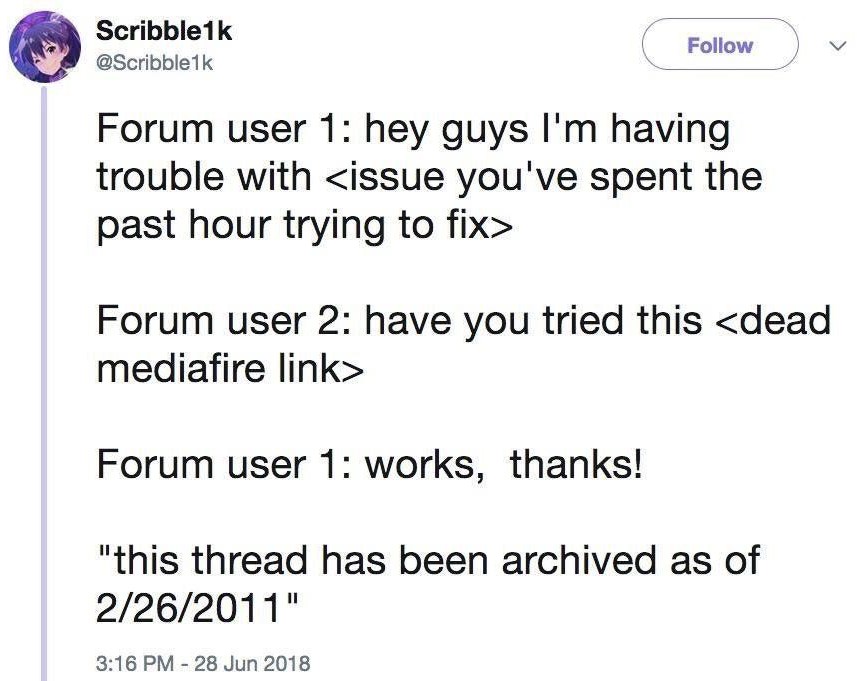 Scribble1k
@Scribble1k
Follow
Forum user 1: hey guys I'm having
trouble with <issue you've spent the
past hour trying to fix>
Forum user 2: have you tried this <dead
mediafire link>
Forum user 1: works,  thanks!
"this thread has been archived as of
2/26/2011"
3:16 PM - 28 Jun 2018